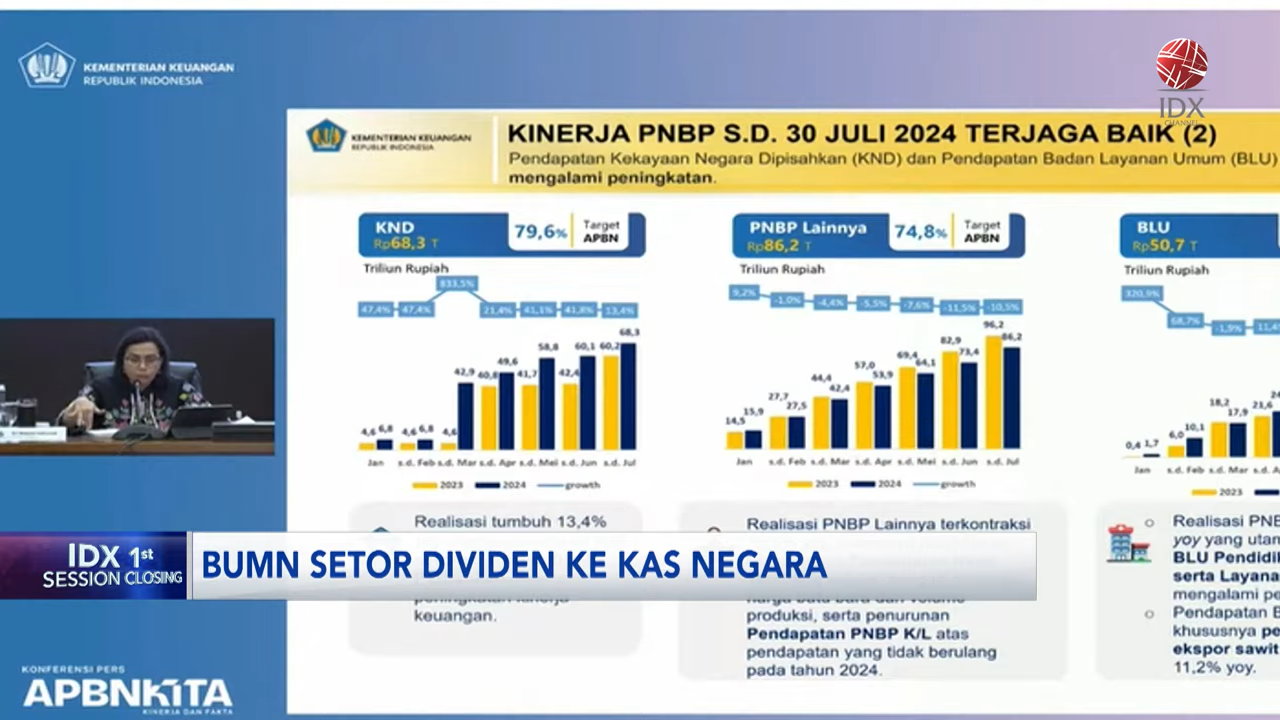 KEMENTERIAN KEUANGAN
REPUBLIK INDONESIA
IDX
CHANNEL
KEMENTERIAN KEUANGAN
REPUBLIK INDONESIA
KINERJA PNBP S.D. 30 JULI 2024 TERJAGA BAIK (2)
Pendapatan Kekayaan Negara Dipisahkan (KND) dan Pendapatan Badan Layanan Umum (BLU)
mengalami peningkatan.
KND
Rp68,3 T
79,6%
Target
APBN
Triliun Rupiah
47,4% 47,4% 833,5% 21,4% 41,1% 41,8% 13,4%
4,6 6,8 4,6 6,8 4,6 42,9 40,8 49,6 41,7 58,8 42,4 60,1 60,2 68,3
Jan s.d. Feb s.d. Mar s.d. Apr s.d. Mei s.d. Jun s.d. Jul
2023 2024 growth
Realisasi tumbuh 13,4%
keuangan.
PNBP Lainnya
Rp86,2 T
74,8%
Target
APBN
Triliun Rupiah
9,2% -1,0% -4,4% -5,5% -7,6% -11,5% -10,5%
14,5 15,9 27,7 27,5 44,4 42,4 57,0 53,9 69,4 64,1 82,9 73,4 96,2 86,2
Jan s.d. Feb s.d. Mar s.d. Apr s.d. Mei s.d. Jun s.d. Jul
2023 2024 growth
Realisasi PNBP Lainnya terkontraksi
produksi, serta penurunan
Pendapatan PNBP K/L atas
pendapatan yang tidak berulang
pada tahun 2024.
BLU
Rp50,7 T
Triliun Rupiah
320,9% 68,7% -1,9% 11,4
0,4 1,7 6,0 10,1 18,2 17,9 21,6 24
Jan s.d. Feb s.d. Mar s.d. Apr
2023
Realisasi PNB
yoy yang utam
BLU Pendidi
serta Layana
mengalami pe
Pendapatan B
khususnya pe
ekspor sawit
11,2% yoy.
IDX 1st
SESSION CLOSING
BUMN SETOR DIVIDEN KE KAS NEGARA
KONFERENSI PERS
APBNKITA
KINERJA DAN FAKTA